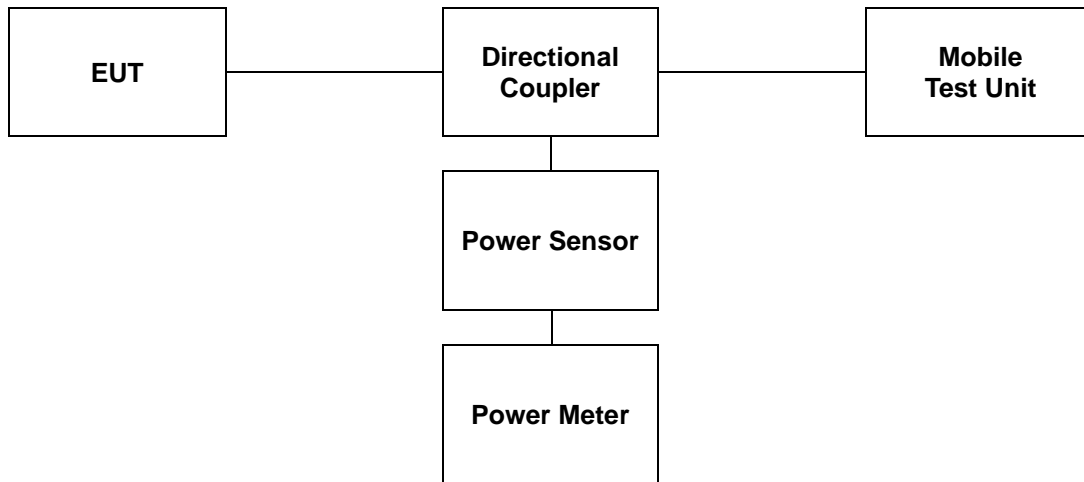 EUT
Directional
Coupler
Mobile
Test Unit
Power Sensor
Power Meter